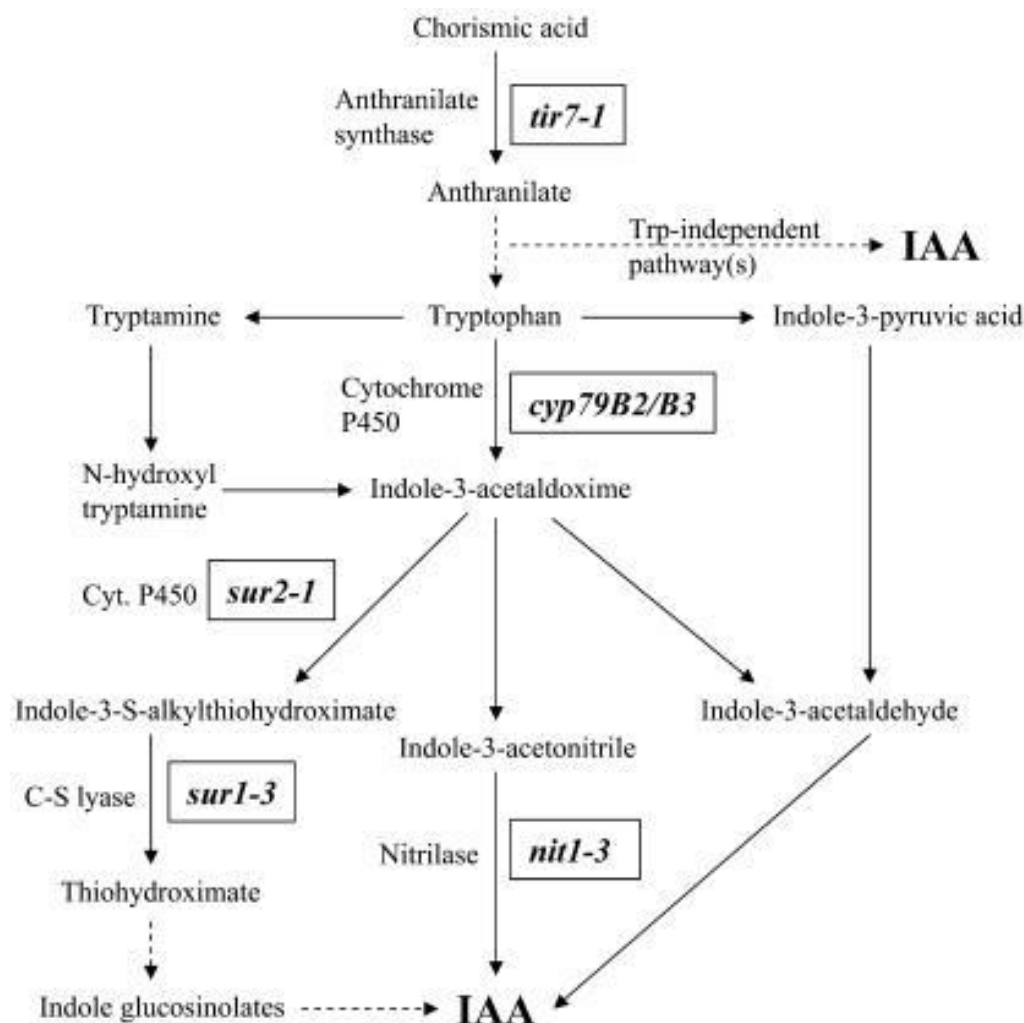 Chorismic acid
Anthranilate
synthase
tir7-1
Anthranilate
Trp-independent
pathway(s)
IAA
Tryptamine
Tryptophan
Indole-3-pyruvic acid
Cytochrome
P450
cyp79B2/B3
N-hydroxyl
tryptamine
Indole-3-acetaldoxime
Cyt. P450
sur2-1
Indole-3-S-alkylthiohydroximate
Indole-3-acetonitrile
Indole-3-acetaldehyde
C-S lyase
sur1-3
Nitrilase
nit1-3
Thiohydroximate
Indole glucosinolates
IAA